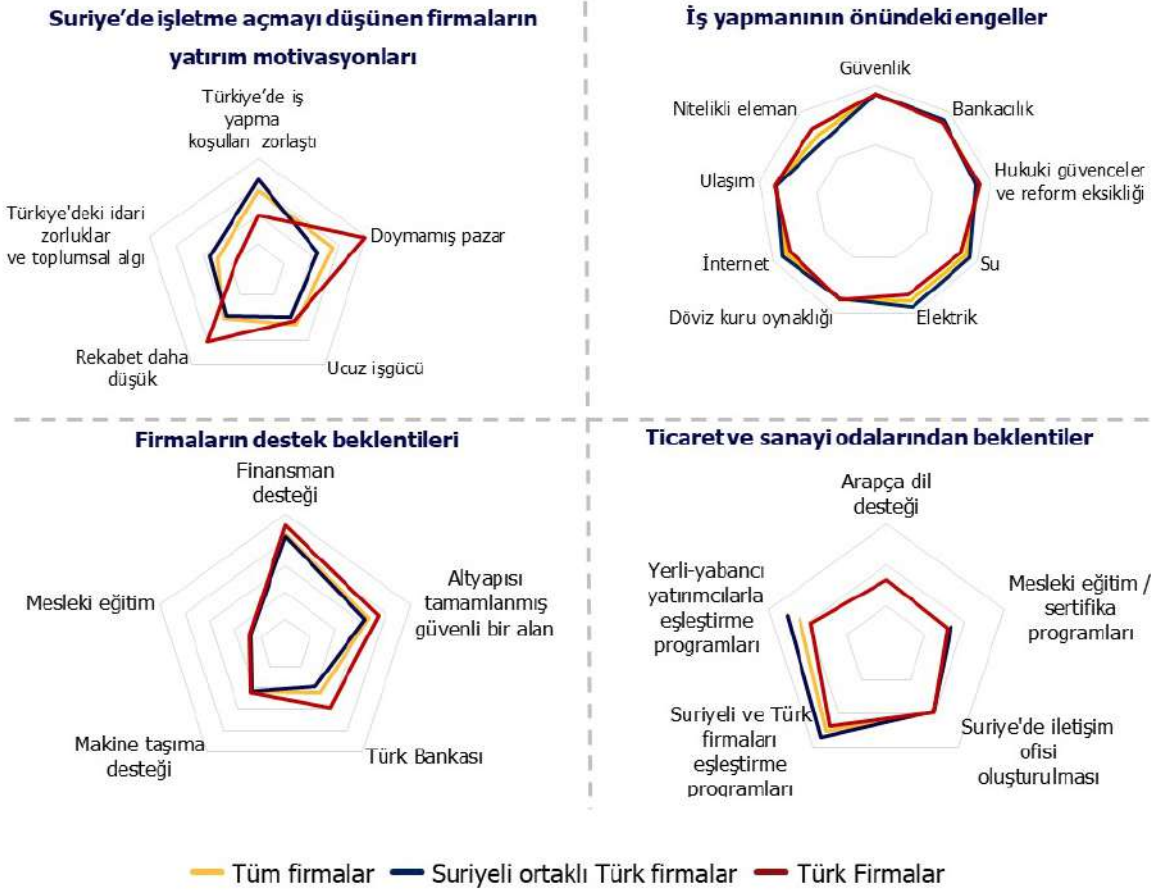 Suriye'de işletme açmayı düşünen firmaların
yatırım motivasyonları
Türkiye'de iş
yapma
koşulları zorlaştı
Doymamış pazar
Ucuz işgücü
Rekabet daha
düşük
Türkiye'deki idari
zorluklar
ve toplumsal algı
İş yapmanının önündeki engeller
Güvenlik
Bankacılık
Hukuki güvenceler
ve reform eksikliği
Su
Elektrik
Döviz kuru oynaklığı
İnternet
Ulaşım
Nitelikli eleman
Firmaların destek beklentileri
Finansman
desteği
Altyapısı
tamamlanmış
güvenli bir alan
Türk Bankası
Makine taşıma
desteği
Mesleki eğitim
Ticaret ve sanayi odalarından beklentiler
Arapça dil
desteği
Mesleki eğitim /
sertifika
programları
Suriye'de iletişim
ofisi
oluşturulması
Suriyeli ve Türk
firmaları
eşleştirme
programları
Yerli-yabancı
yatırımcılarla
eşleştirme
programları
Tüm firmalar
Suriyeli ortaklı Türk firmalar
Türk Firmalar